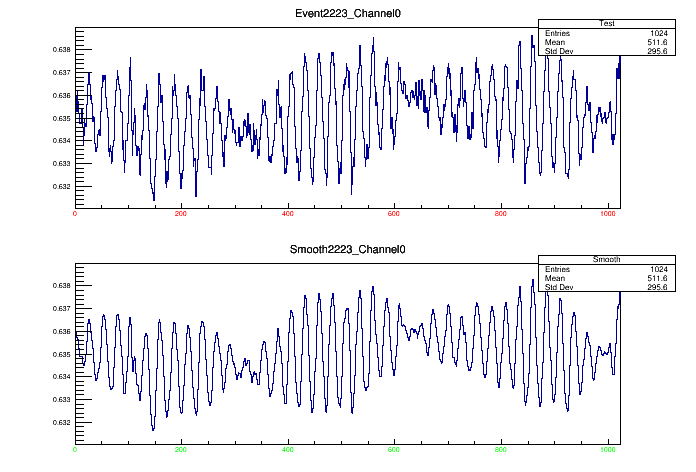 Event2223_Channel0
Test
Entries 1024
Mean 511.6
Std Dev 295.6
0.638
0.637
0.636
0.635
0.634
0.633
0.632
0 200 400 600 800 1000
Smooth2223_Channel0
Smooth
Entries 1024
Mean 511.6
Std Dev 295.6
0.638
0.637
0.636
0.635
0.634
0.633
0.632
0 200 400 600 800 1000